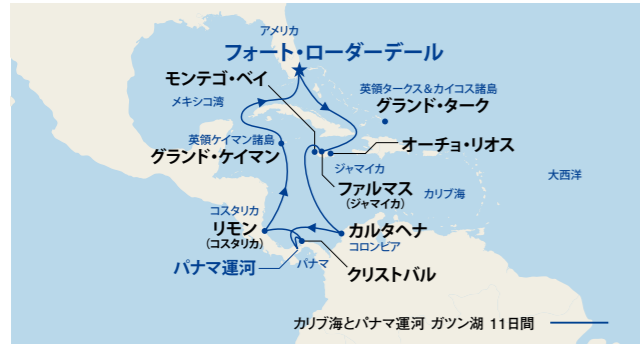 アメリカ
フォート・ローダーデール
モンテゴ・ベイ
英領タークス&カイコス諸島
グランド・ターク
メキシコ湾
英領ケイマン諸島
グランド・ケイマン
オーチョ・リオス
ジャマイカ
ファルマス
(ジャマイカ)
カリブ海
大西洋
コスタリカ
リモン
(コスタリカ)
カルタヘナ
コロンビア
パナマ運河
パナマ
クリストバル
カリブ海とパナマ運河 ガツン湖 11日間